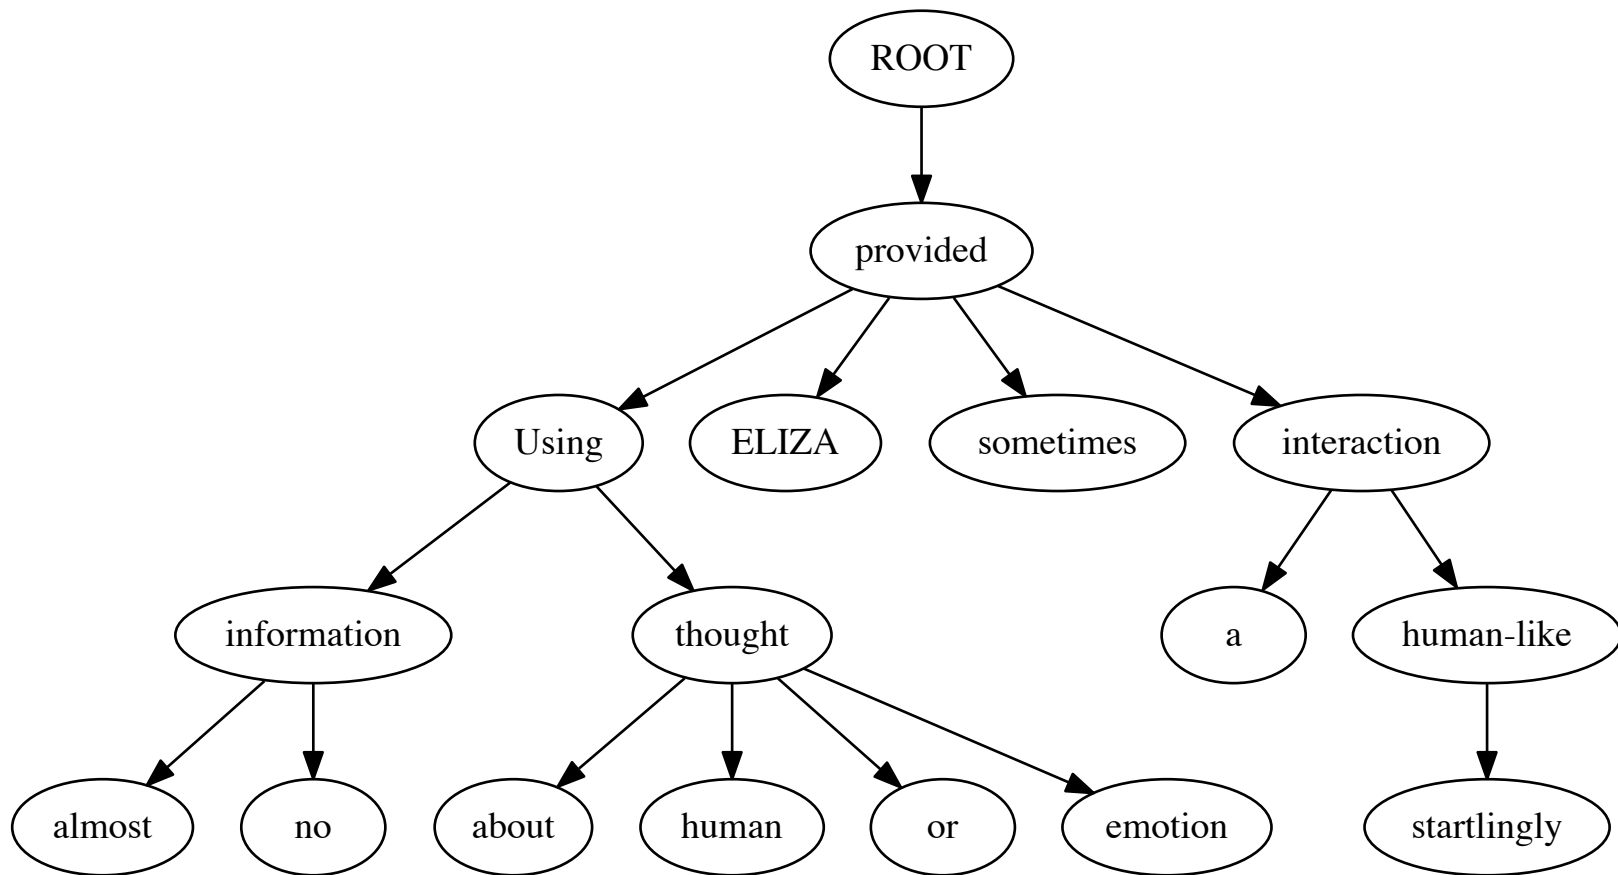 ROOT
provided
Using ELIZA sometimes interaction
information thought a human-like
almost no about human or emotion startlingly